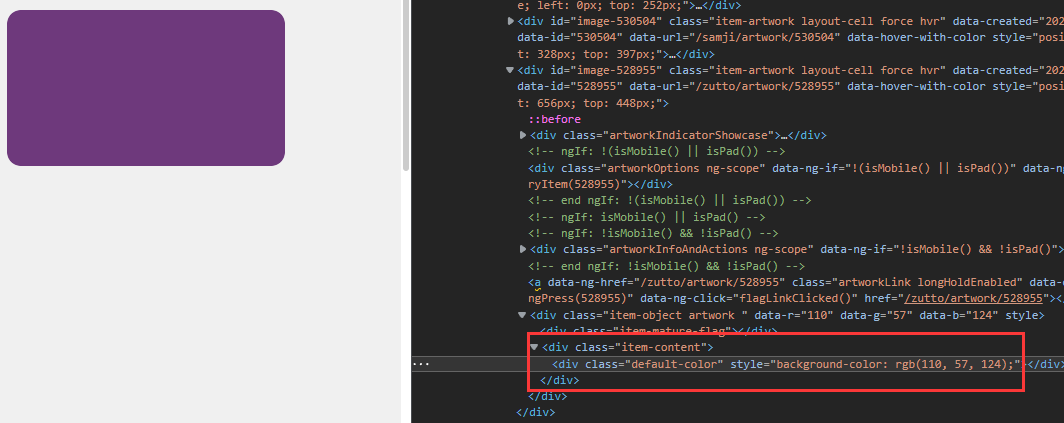 e; left: 0px; top: 252px;">…</div>
<div id="image-530504" class="item-artwork layout-cell force hvr" data-created="202
data-id="530504" data-url="/samji/artwork/530504" data-hover-with-color style="posi
t: 328px; top: 397px;">…</div>
<div id="image-528955" class="item-artwork layout-cell force hvr" data-created="202
data-id="528955" data-url="/zutto/artwork/528955" data-hover-with-color style="posi
t: 656px; top: 448px;">
::before
<div class="artworkIndicatorShowcase">…</div>
<!-- ngIf: !(isMobile() || isPad()) -->
<div class="artworkOptions ng-scope" data-ng-if="!(isMobile() || isPad())" data-ng
ryItem(528955)"></div>
<!-- end ngIf: !(isMobile() || isPad()) -->
<!-- ngIf: isMobile() || isPad() -->
<!-- ngIf: !isMobile() && !isPad() -->
<div class="artworkInfoAndActions ng-scope" data-ng-if="!isMobile() && !isPad()">
<!-- end ngIf: !isMobile() && !isPad() -->
<a data-ng-href="/zutto/artwork/528955" class="artworkLink longHoldEnabled" data-
ngPress(528955)" data-ng-click="flagLinkClicked()" href="/zutto/artwork/528955"><
<div class="item-object artwork " data-r="110" data-g="57" data-b="124" style>
<div class="item-mature-flag"></div>
<div class="item-content">
<div class="default-color" style="background-color: rgb(110, 57, 124);"></div>
</div>
</div>
</div>